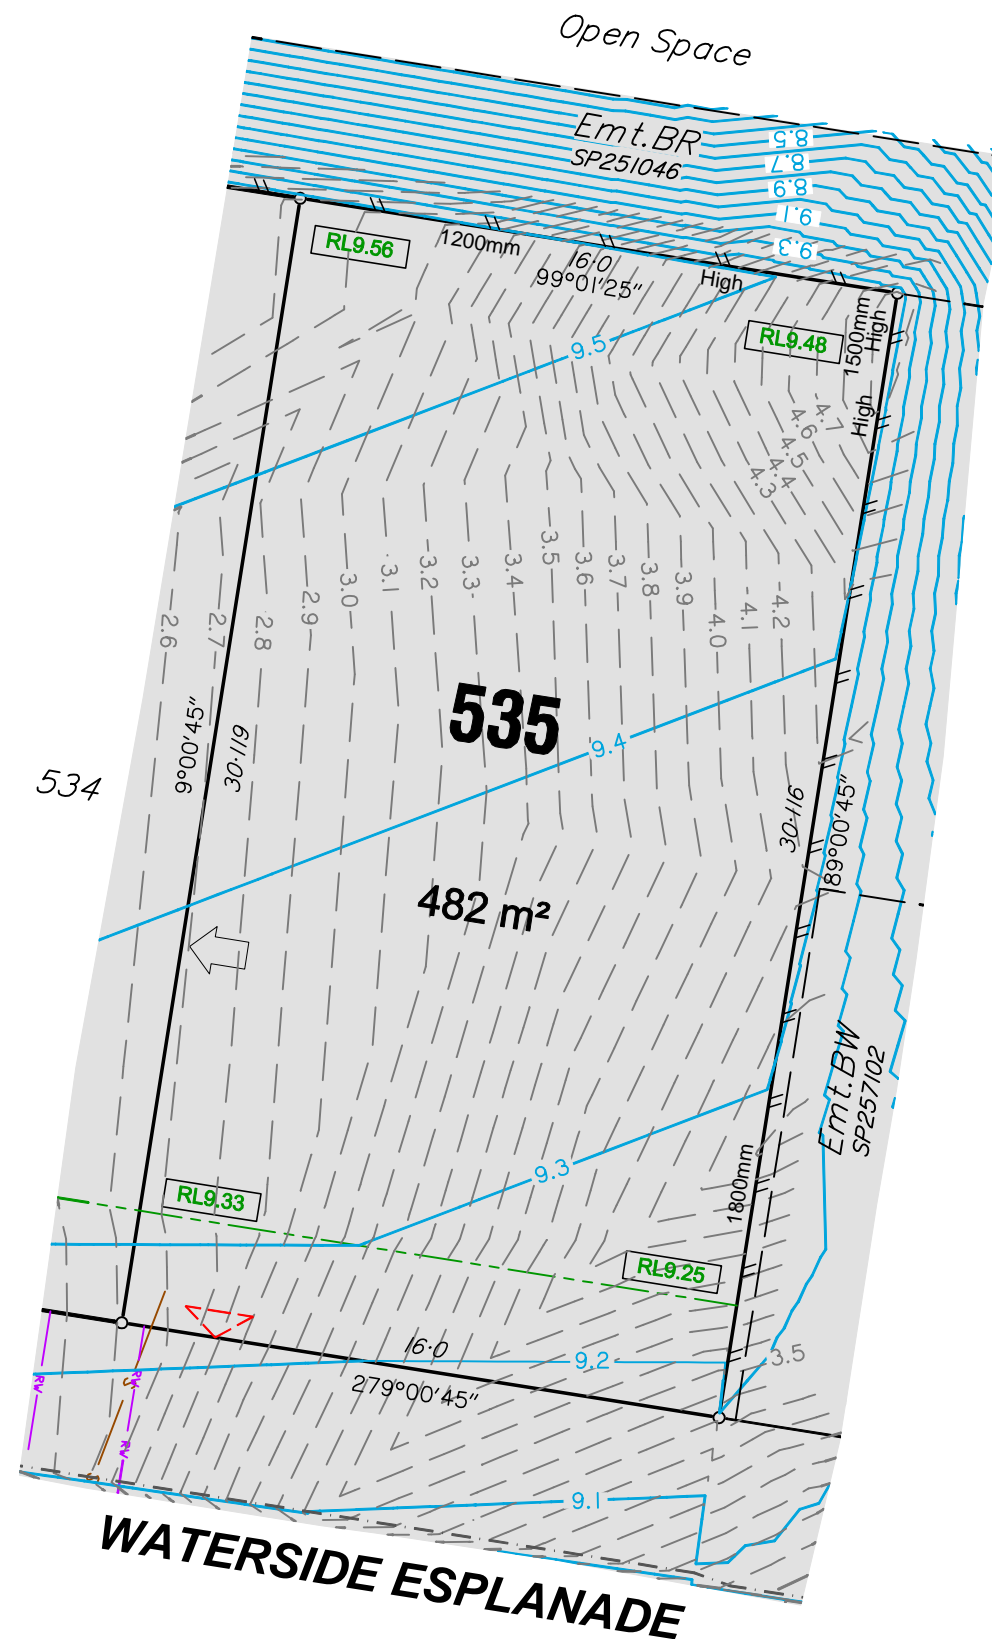 Open Space
Emt.BR
SP251046
8.5
8.7
8.9
9.1
9.3
RL9.56
1200mm
High
16·0
99°01'25"
9.5
RL9.48
1500mm
High
High
4.7
4.6
4.5
4.4
4.3
2.6
2.7
2.8
2.9
3.0
3.1
3.2
3.3
3.4
3.5
3.6
3.7
3.8
3.9
4.0
4.1
4.2
535
9.4
534
9°00'45"
30·119
30·116
89°00'45"
482 m²
Emt.BW
SP257102
9.3
1800mm
RL9.33
RL9.25
16·0
279°00'45"
9.2
3.5
RW
RW
RW
S
S
9.1
WATERSIDE ESPLANADE